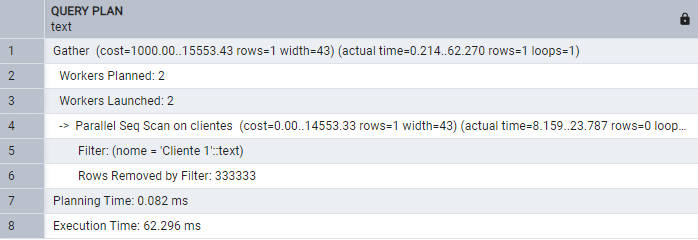 QUERY PLAN
text
1 Gather (cost=1000.00..15553.43 rows=1 width=43) (actual time=0.214..62.270 rows=1 loops=1)
2 Workers Planned: 2
3 Workers Launched: 2
4 -> Parallel Seq Scan on clientes (cost=0.00..14553.33 rows=1 width=43) (actual time=8.159..23.787 rows=0 loop...
5 Filter: (nome = 'Cliente 1'::text)
6 Rows Removed by Filter: 333333
7 Planning Time: 0.082 ms
8 Execution Time: 62.296 ms